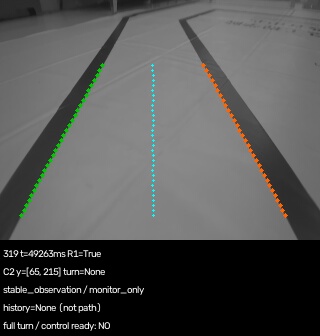 319 t=49263ms R1=True
C2 y=[65, 215] turn=None
stable_observation / monitor_only
history=None (not path)
full turn / control ready: NO